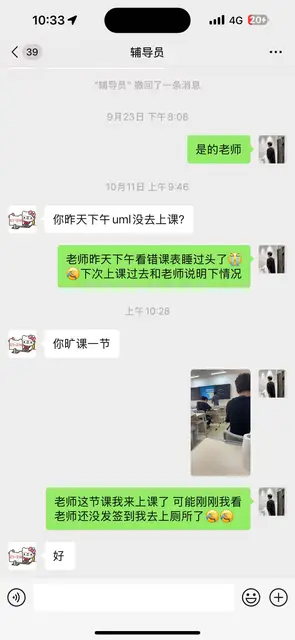 10:33
4G
20+
39
辅导员
"辅导员" 撤回了一条消息
9月23日 下午8:08
是的老师
10月11日 上午9:46
你昨天下午uml没去上课?
老师昨天下午看错课表睡过头了😭
😪下次上课过去和老师说明下情况
上午10:28
你旷课一节
老师这节课我来上课了 可能刚刚我看
老师还没发签到我去上厕所了😪😪
好